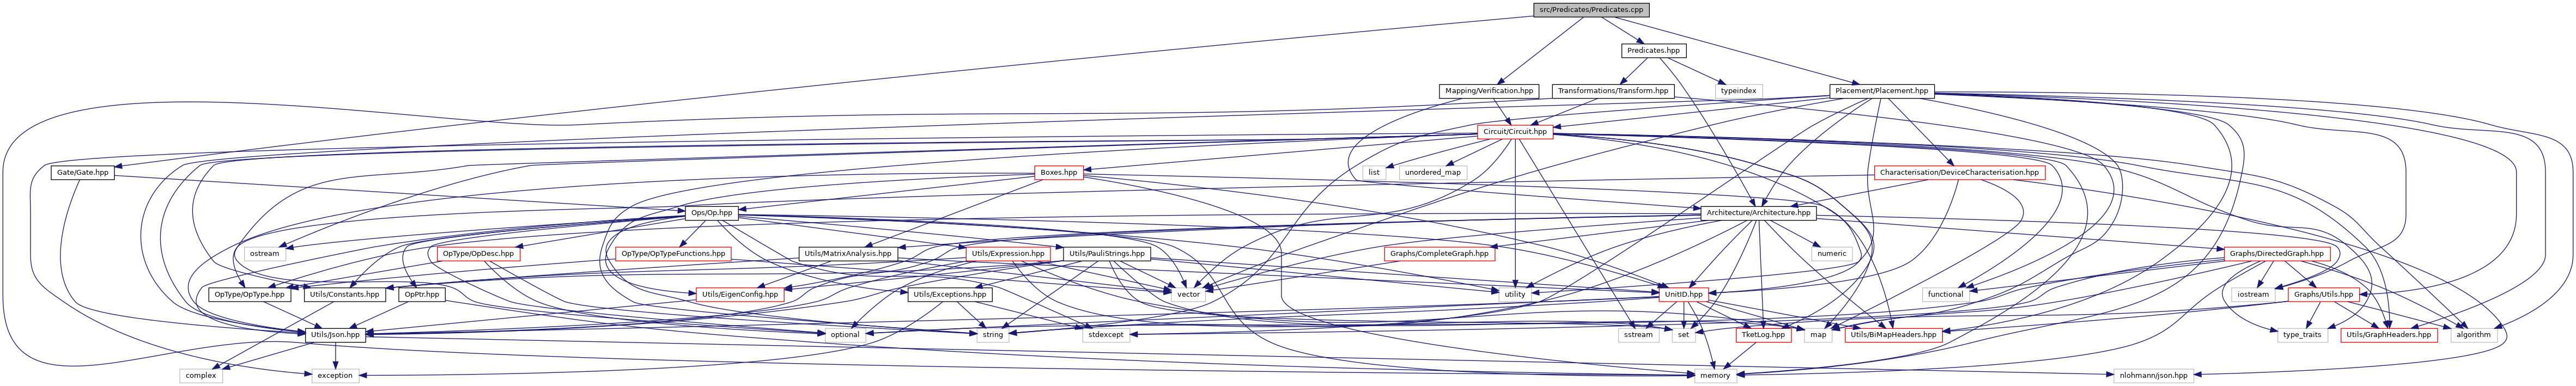 src/Predicates/Predicates.cpp
Predicates.hpp
Mapping/Verification.hpp
Transformations/Transform.hpp
typeindex
Placement/Placement.hpp
Circuit/Circuit.hpp
Gate/Gate.hpp
Boxes.hpp
list
unordered_map
Characterisation/DeviceCharacterisation.hpp
Ops/Op.hpp
Architecture/Architecture.hpp
ostream
OpType/OpDesc.hpp
OpType/OpTypeFunctions.hpp
Utils/MatrixAnalysis.hpp
Utils/Expression.hpp
Utils/PauliStrings.hpp
Graphs/CompleteGraph.hpp
numeric
Graphs/DirectedGraph.hpp
OpType/OpType.hpp
Utils/Constants.hpp
OpPtr.hpp
Utils/EigenConfig.hpp
Utils/Exceptions.hpp
vector
utility
UnitID.hpp
functional
iostream
Graphs/Utils.hpp
Utils/Json.hpp
optional
string
stdexcept
sstream
set
TketLog.hpp
map
Utils/BiMapHeaders.hpp
type_traits
Utils/GraphHeaders.hpp
algorithm
complex
exception
memory
nlohmann/json.hpp